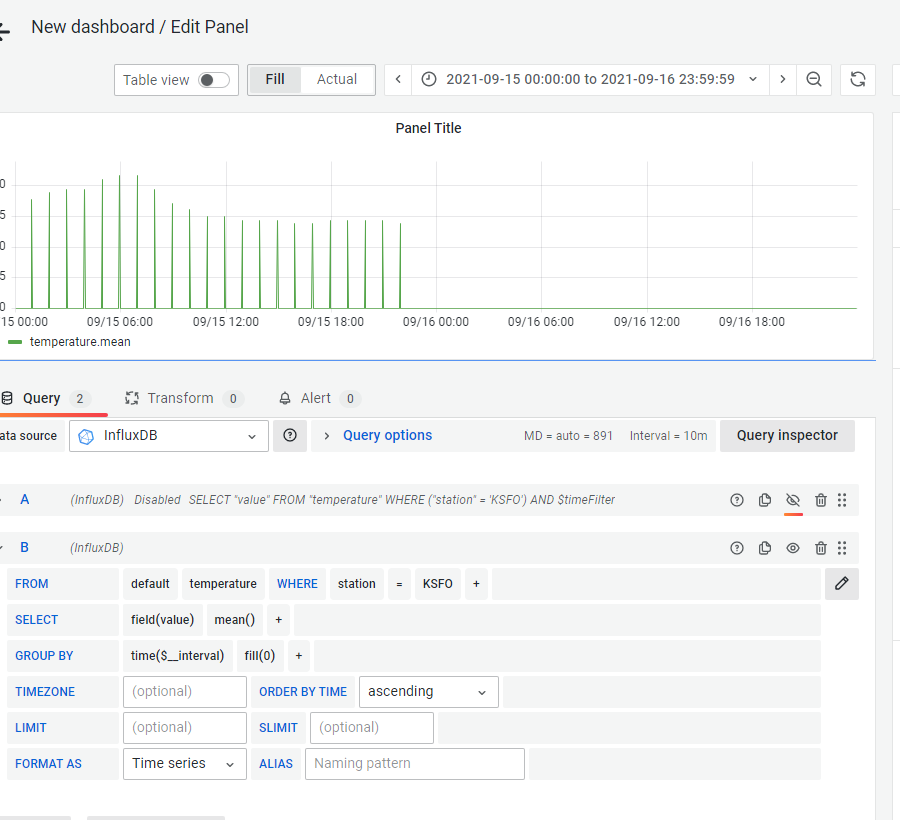 New dashboard / Edit Panel
Table view Fill Actual 2021-09-15 00:00:00 to 2021-09-16 23:59:59
Panel Title
0
5
0
5
0
15 00:00 09/15 06:00 09/15 12:00 09/15 18:00 09/16 00:00 09/16 06:00 09/16 12:00 09/16 18:00
temperature.mean
Query 2 Transform 0 Alert 0
ata source InfluxDB Query options MD = auto = 891 Interval = 10m Query inspector
A (InfluxDB) Disabled SELECT "value" FROM "temperature" WHERE ("station" = 'KSFO') AND $timeFilter
B (InfluxDB)
FROM default temperature WHERE station = KSFO +
SELECT field(value) mean() +
GROUP BY time($__interval) fill(0) +
TIMEZONE (optional) ORDER BY TIME ascending
LIMIT (optional) SLIMIT (optional)
FORMAT AS Time series ALIAS Naming pattern